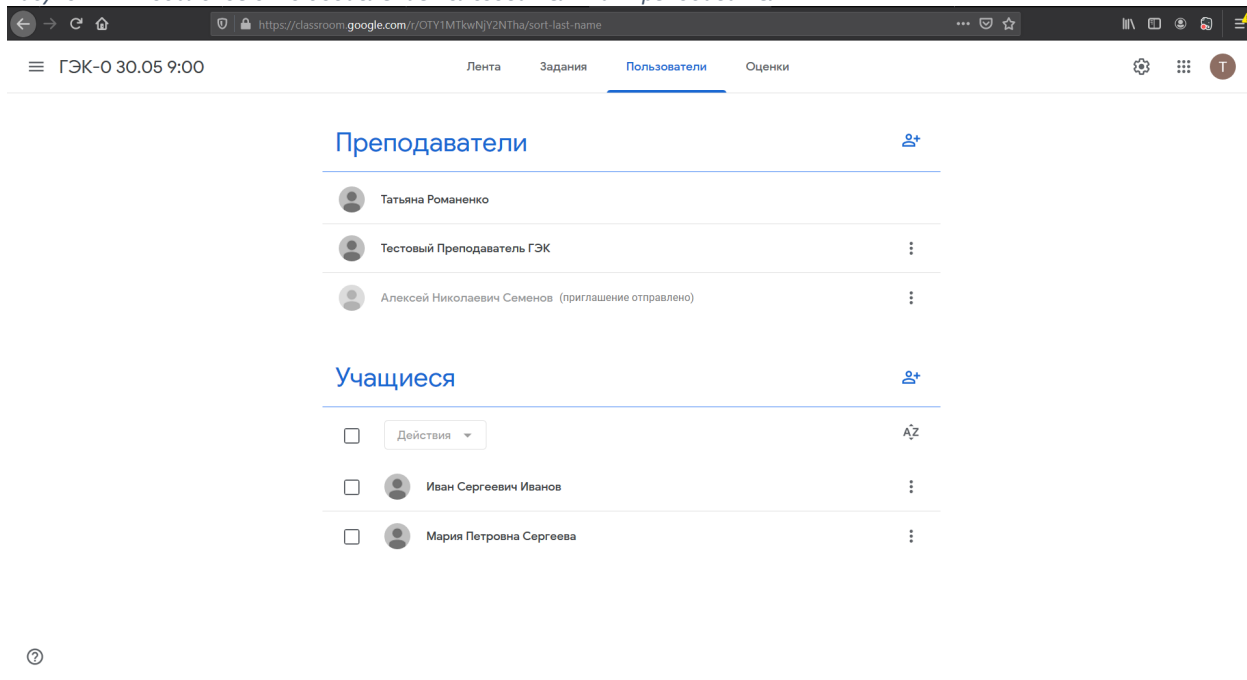 https://classroom.google.com/r/OTY1MTkwNjY2NTha/sort-last-name
ГЭК-0 30.05 9:00
Лента Задания Пользователи Оценки
Т
Преподаватели
Татьяна Романенко
Тестовый Преподаватель ГЭК
Алексей Николаевич Семенов (приглашение отправлено)
Учащиеся
Действия
AZ
Иван Сергеевич Иванов
Мария Петровна Сергеева